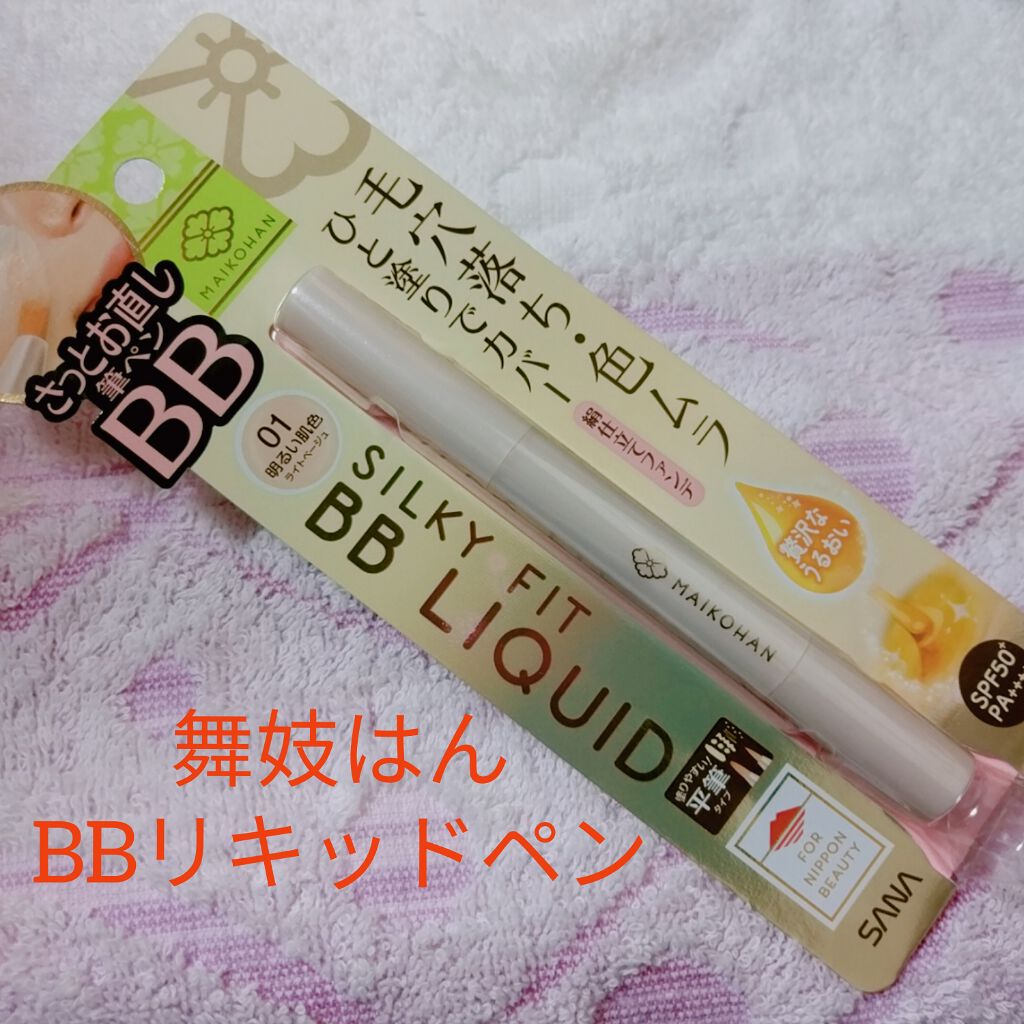 MAIKOHAN
毛穴落ち・色ムラ
ひと塗りでカバー
絹仕立てファンデ
さっとお直し
筆ペン
BB
01
明るい肌色
ライトベージュ
SILKY FIT
BB LIQUID
MAIKOHAN
贅沢な
うるおい
SPF50+
PA+++
塗りやすい!
平筆
タイプ
FOR
NIPPON
BEAUTY
SANA
舞妓はん
BBリキッドペン